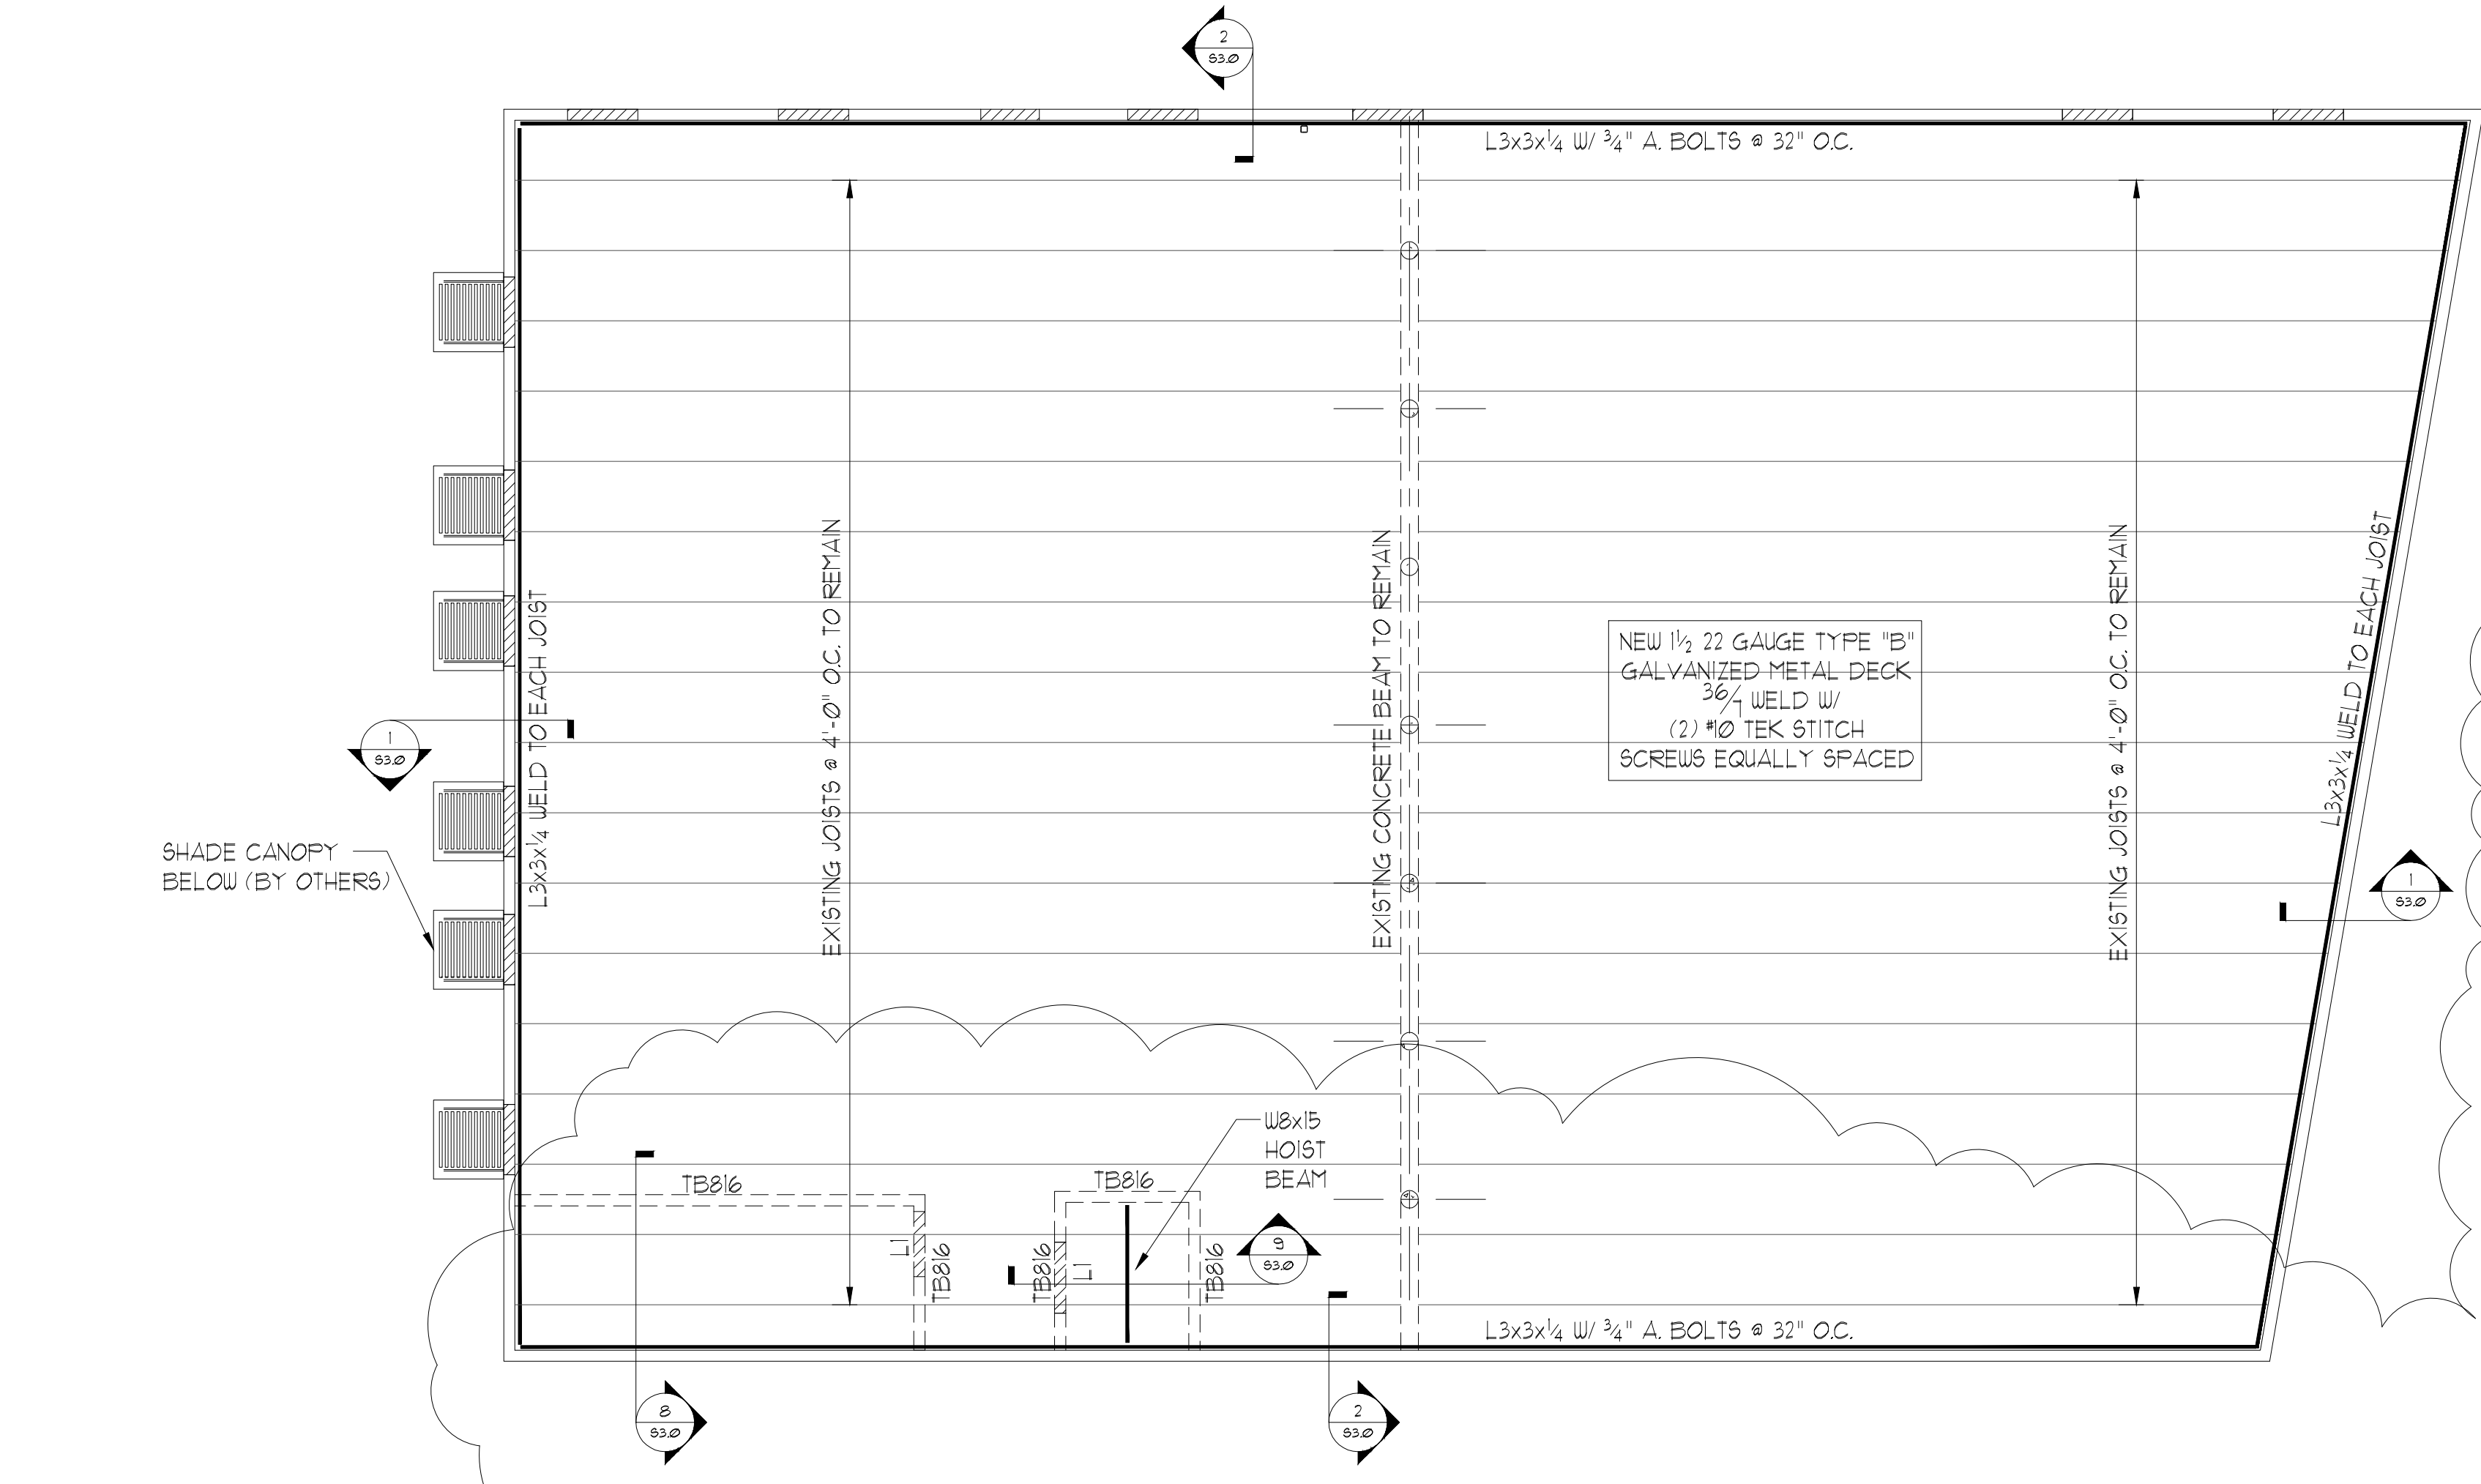 2
S3.0
L3x3x1/4 W/ 3/4" A. BOLTS @ 32" O.C.
L3x3x1/4 WELD TO EACH JOIST
EXISTING JOISTS @ 4'-0" O.C. TO REMAIN
EXISTING CONCRETE BEAM TO REMAIN
NEW 1 1/2 22 GAUGE TYPE "B"
GALVANIZED METAL DECK
36/7 WELD W/
(2) #10 TEK STITCH
SCREWS EQUALLY SPACED
EXISTING JOISTS @ 4'-0" O.C. TO REMAIN
L3x3x1/4 WELD TO EACH JOIST
1
S3.0
SHADE CANOPY
BELOW (BY OTHERS)
1
S3.0
W8x15
HOIST
BEAM
TB816
TB816
L1
TB816
TB816
L1
TB816
9
S3.0
L3x3x1/4 W/ 3/4" A. BOLTS @ 32" O.C.
8
S3.0
2
S3.0